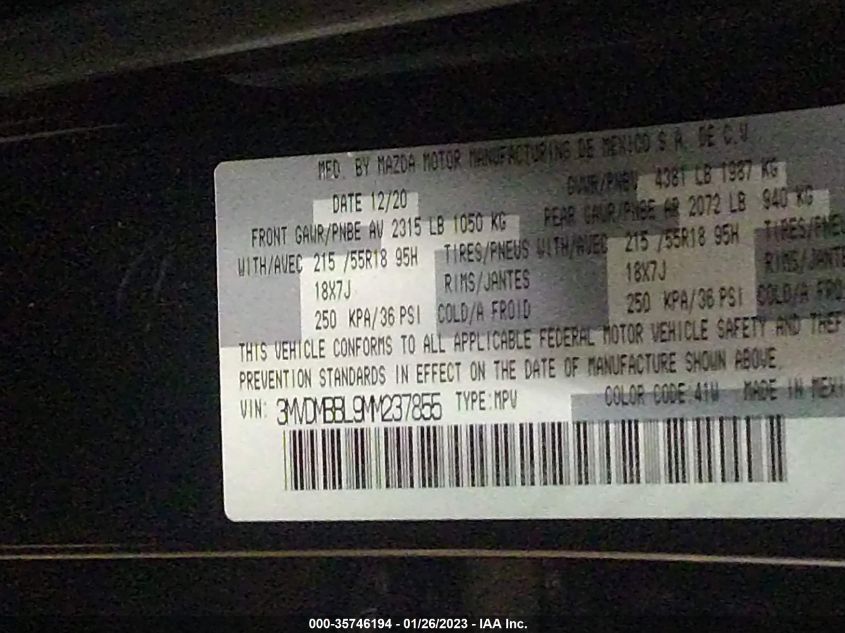 MFD. BY MAZDA MOTOR MANUFACTURING DE MEXICO S.A. DE C.V.
DATE 12/20 GVWR/PNBV 4381 LB 1987 KG
FRONT GAWR/PNBE AV 2315 LB 1050 KG REAR GAWR/PNBE AR 2072 LB 940 KG
WITH/AVEC 215 /55R18 95H TIRES/PNEUS WITH/AVEC 215 /55R18 95H TIRES/PNEU
18X7J RIMS/JANTES 18X7J RIMS/JANTE
250 KPA/36 PSI COLD/A FROID 250 KPA/36 PSI COLD/A FRO
THIS VEHICLE CONFORMS TO ALL APPLICABLE FEDERAL MOTOR VEHICLE SAFETY AND THEF
PREVENTION STANDARDS IN EFFECT ON THE DATE OF MANUFACTURE SHOWN ABOVE.
VIN: 3MVDMBBL9MM237855 TYPE:MPV COLOR CODE:41W MADE IN MEXI
000-35746194 - 01/26/2023 - IAA Inc.